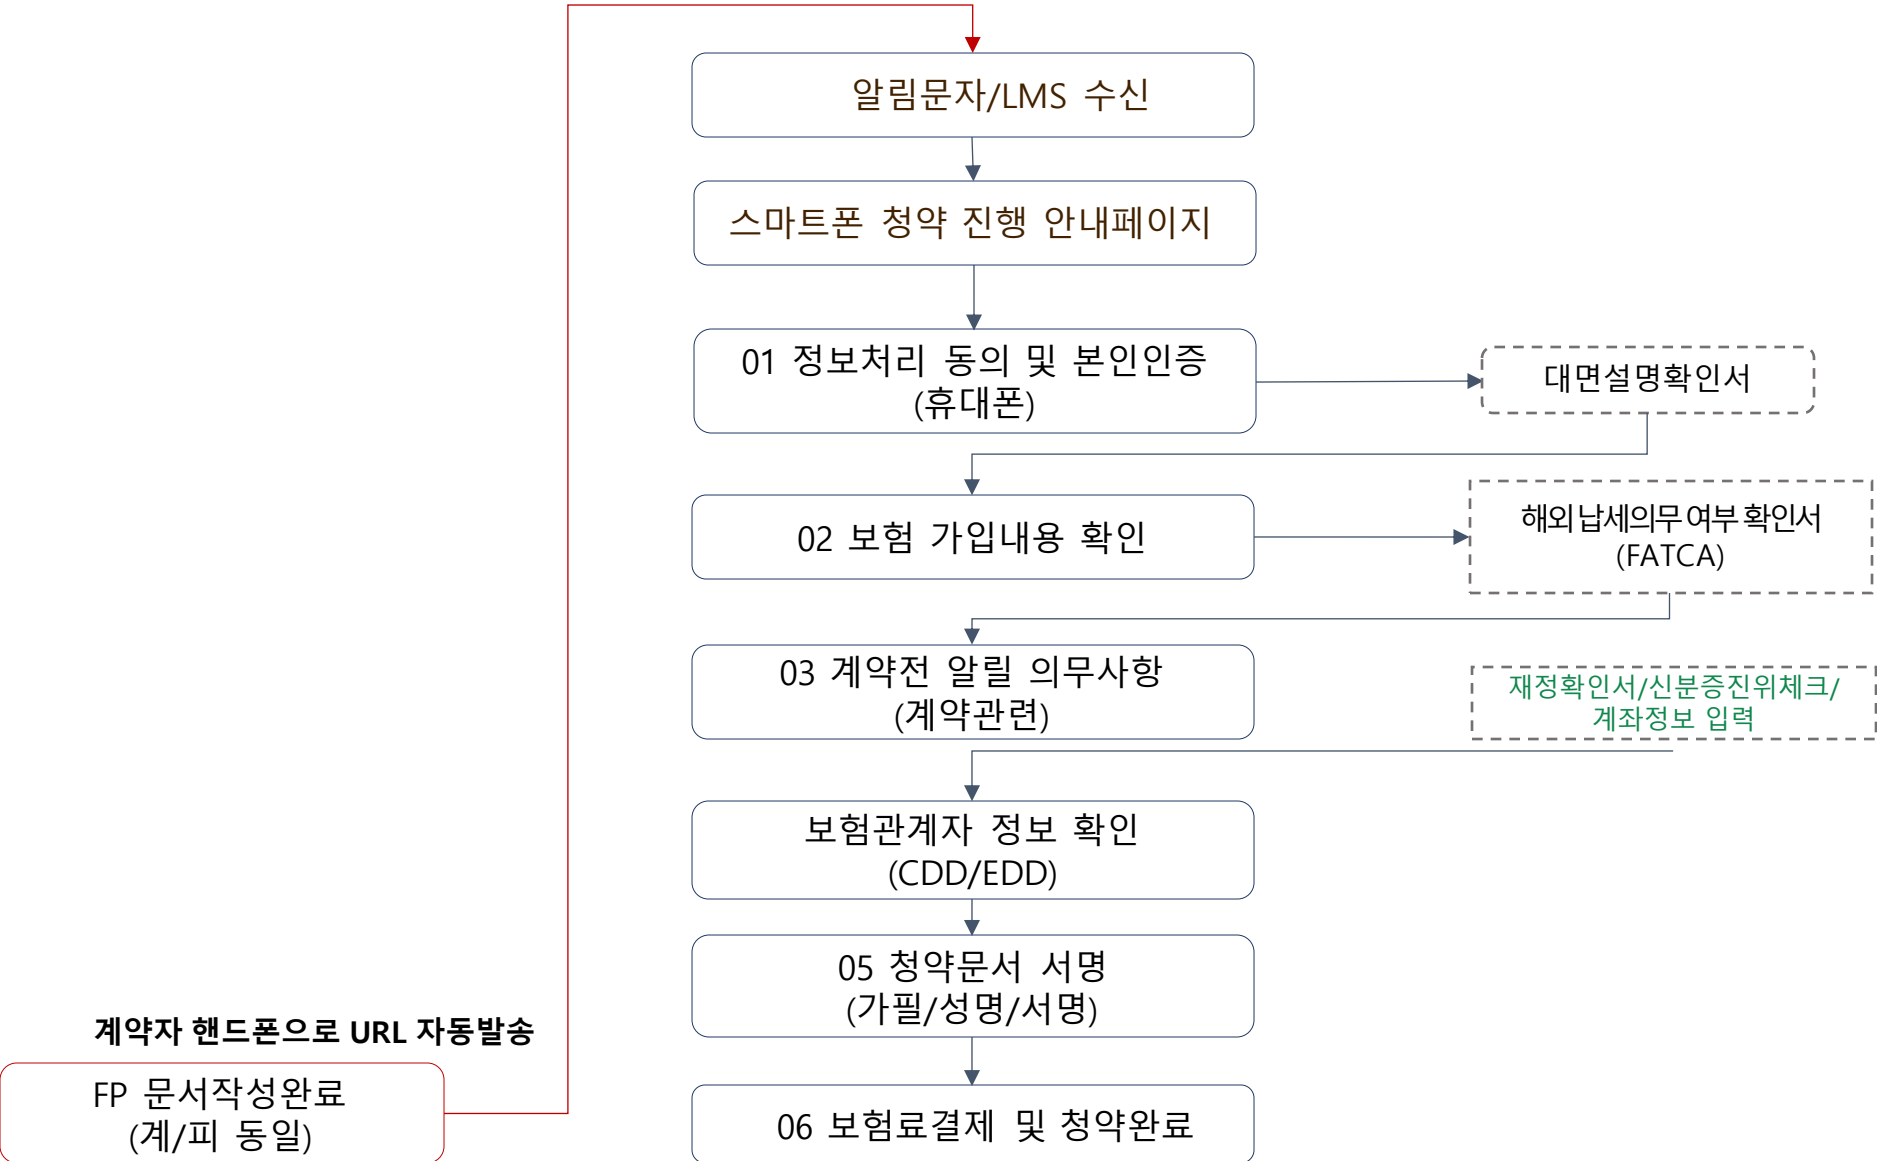 알림문자/LMS 수신
스마트폰 청약 진행 안내페이지
01 정보처리 동의 및 본인인증
(휴대폰)
대면설명확인서
02 보험 가입내용 확인
해외 납세의무 여부 확인서
(FATCA)
03 계약전 알릴 의무사항
(계약관련)
재정확인서/신분증진위체크/
계좌정보 입력
보험관계자 정보 확인
(CDD/EDD)
05 청약문서 서명
(가필/성명/서명)
계약자 핸드폰으로 URL 자동발송
FP 문서작성완료
(계/피 동일)
06 보험료결제 및 청약완료